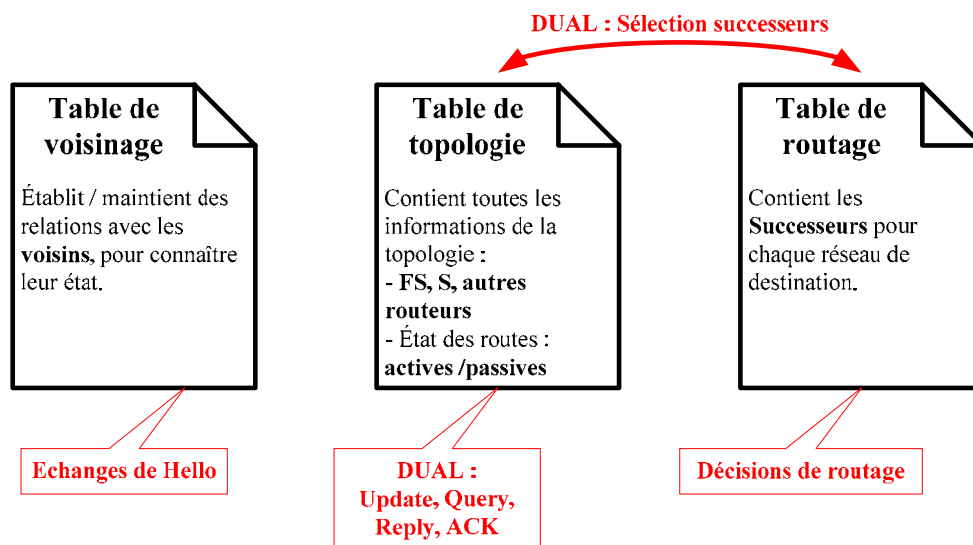 DUAL : Sélection successeurs
Table de
voisinage
Établit / maintient des
relations avec les
voisins, pour connaître
leur état.
Echanges de Hello
Table de
topologie
Contient toutes les
informations de la
topologie :
- FS, S, autres
routeurs
- État des routes :
actives /passives
DUAL :
Update, Query,
Reply, ACK
Table de
routage
Contient les
Successeurs pour
chaque réseau de
destination.
Décisions de routage